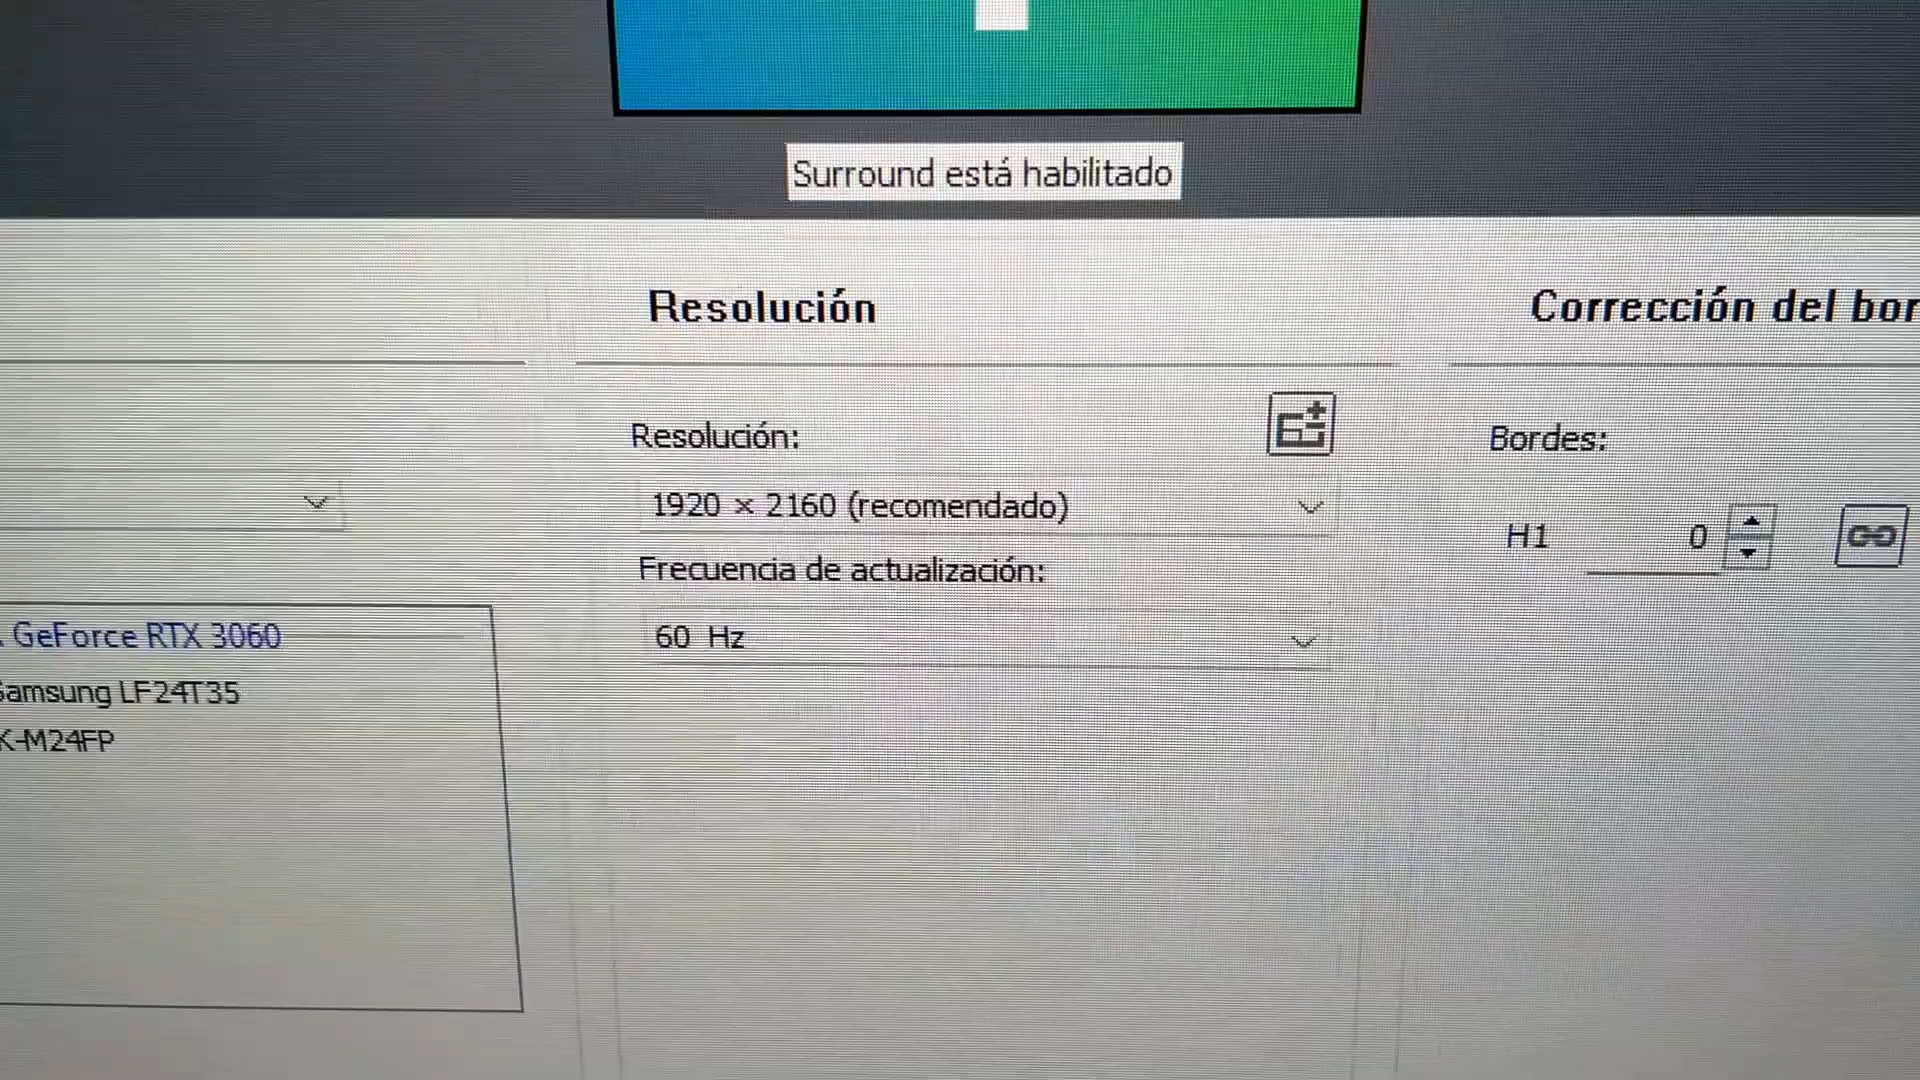 Surround está habilitado
Resolución
Corrección del bor
Resolución:
1920 × 2160 (recomendado)
Frecuencia de actualización:
60 Hz
Bordes:
H1 0
GeForce RTX 3060
Samsung LF24T35
K-M24FP